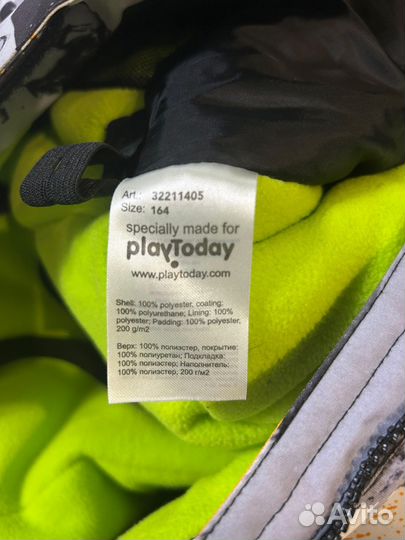 Art.: 32211405
Size: 164
specially made for
playToday
www.playtoday.com
Shell: 100% polyester, coating:
100% polyurethane; Lining: 100%
polyester; Padding: 100% polyester,
200 g/m2
Верх: 100% полиэстер, покрытие:
100% полиуретан; Подкладка:
100% полиэстер; Наполнитель:
100% полиэстер, 200 г/м2
Avito